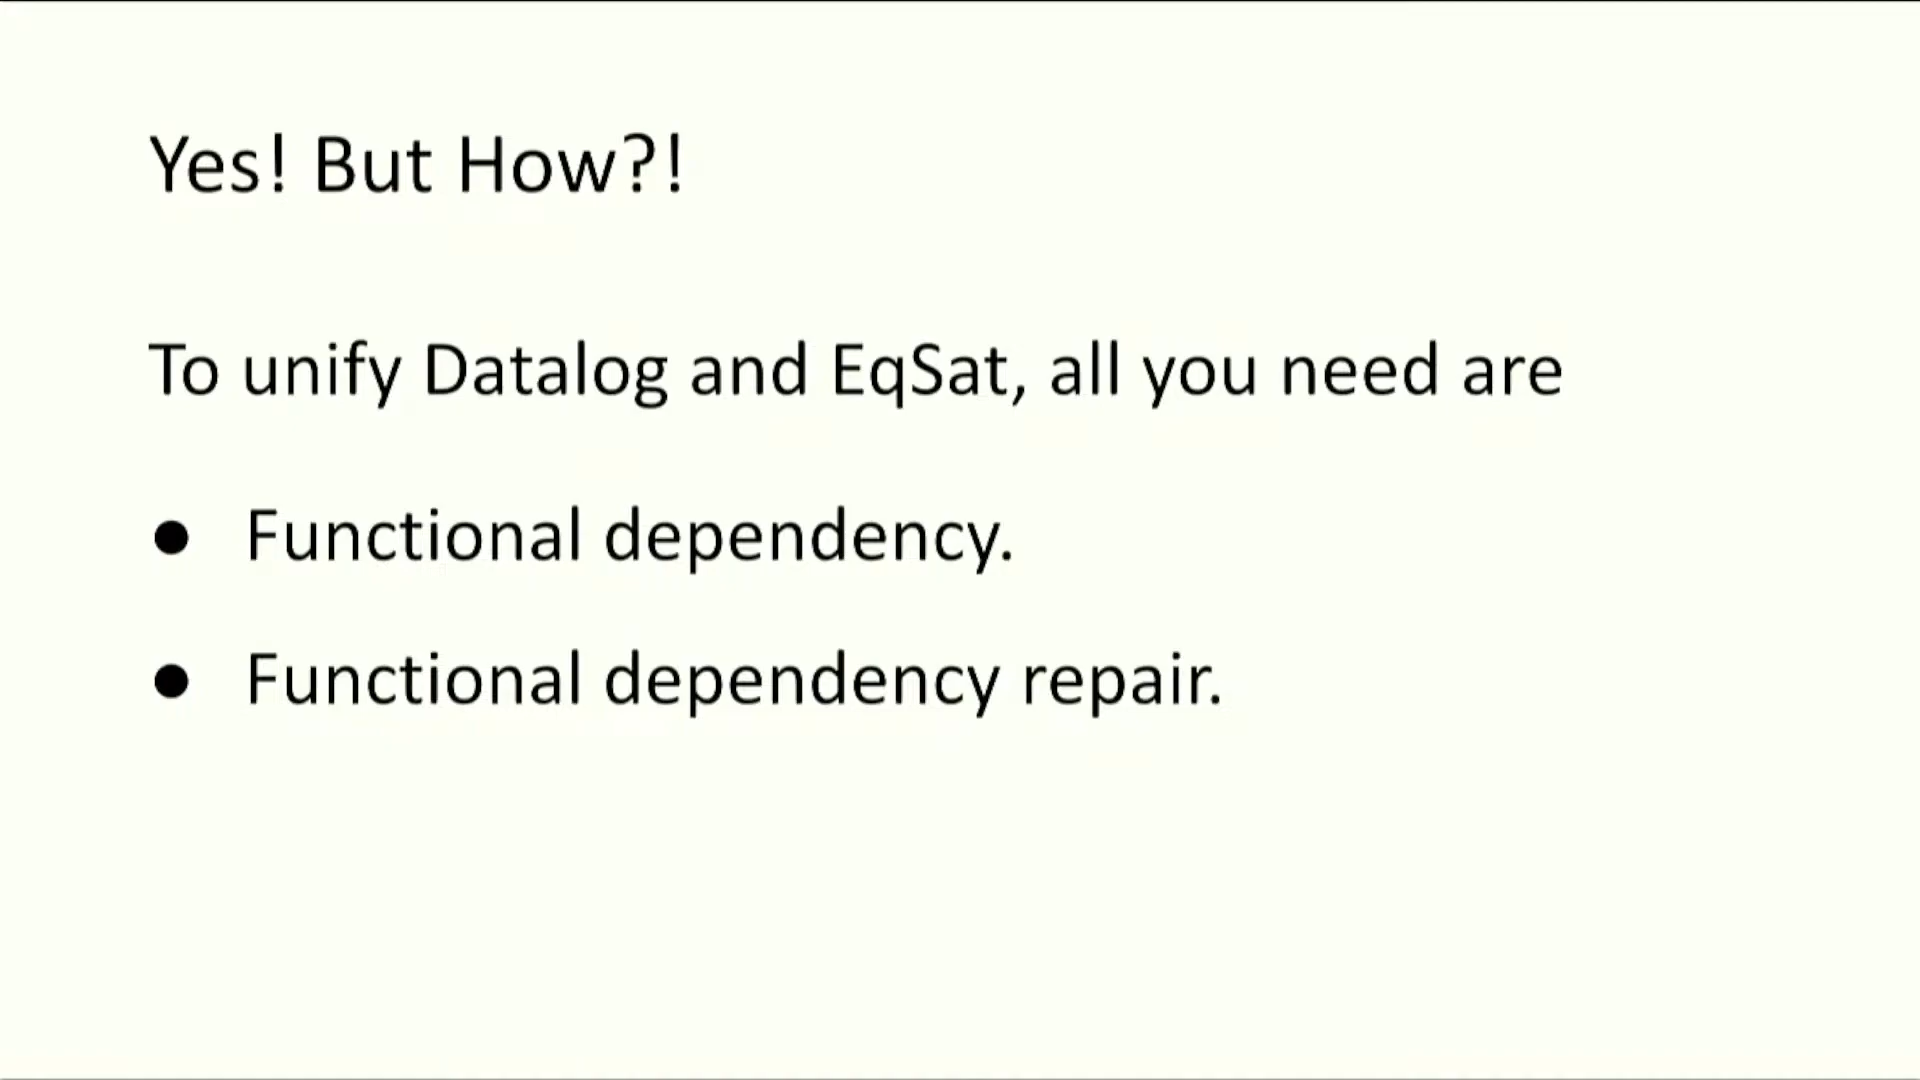 Yes! But How?!
To unify Datalog and EqSat, all you need are
● Functional dependency.
● Functional dependency repair.